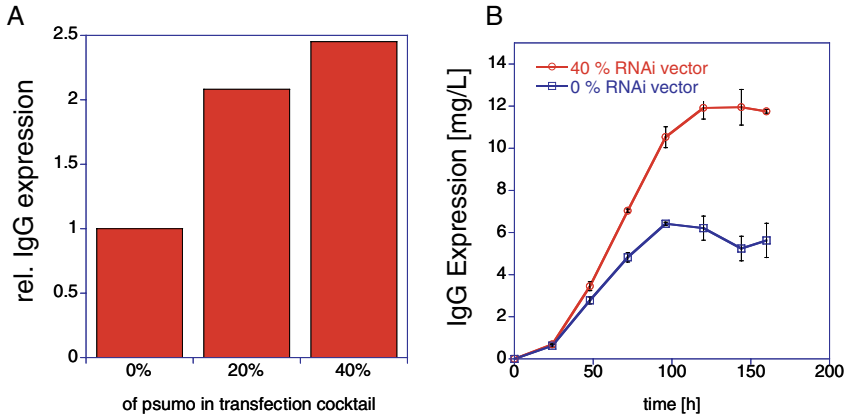 A
rel. IgG expression
2.5
2
1.5
1
0.5
0
0%
20%
40%
of psumo in transfection cocktail
B
IgG Expression [mg/L]
14
12
10
8
6
4
2
0
40 % RNAi vector
0 % RNAi vector
0
50
100
150
200
time [h]